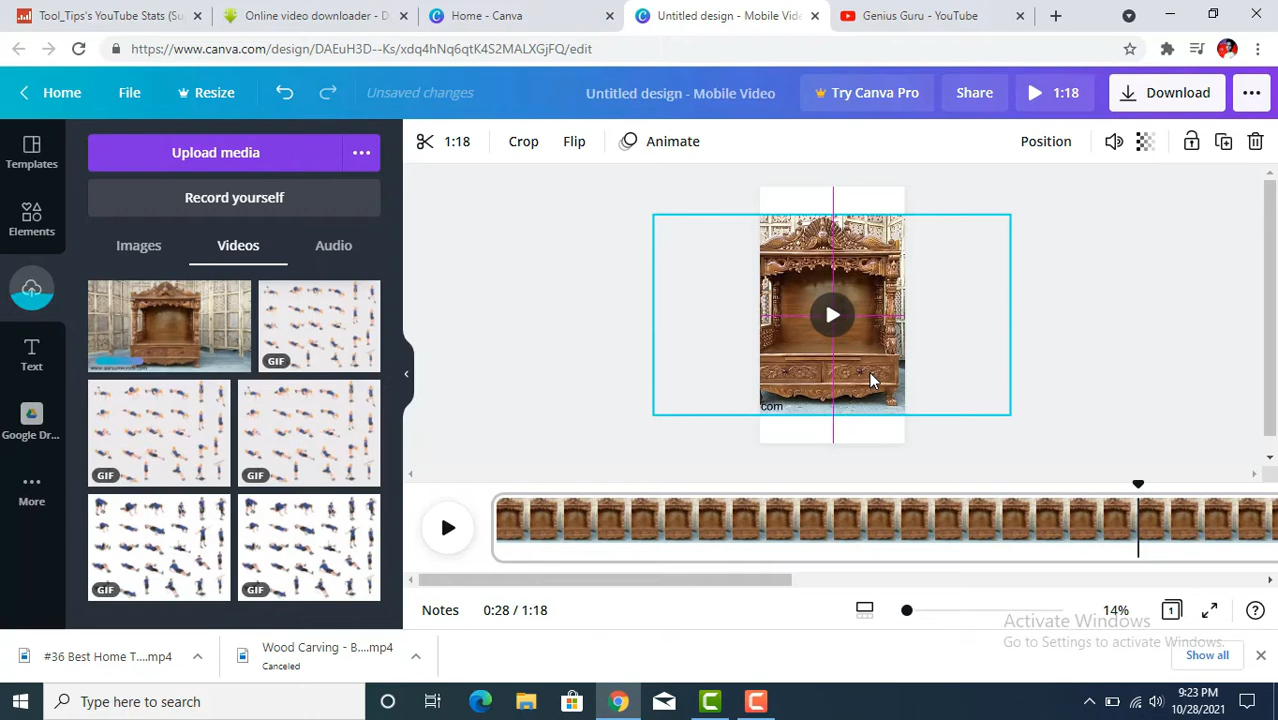 Tool_Tips's YouTube Stats (Su
Online video downloader - D
Home - Canva
Untitled design - Mobile Vide
Genius Guru - YouTube
https://www.canva.com/design/DAEuH3D--Ks/xdq4hNq6qtK4S2MALXGjFQ/edit
Home
File
Resize
Unsaved changes
Untitled design - Mobile Video
Try Canva Pro
Share
1:18
Download
Templates
Elements
Text
Google Dr...
More
Upload media
Record yourself
Images
Videos
Audio
GIF
GIF
GIF
GIF
GIF
1:18
Crop
Flip
Animate
Position
com
Notes
0:28 / 1:18
14%
1
Activate Windows
Go to Settings to activate Windows.
#36 Best Home T....mp4
Wood Carving - B....mp4
Canceled
Show all
Type here to search
9:23 PM
10/28/2021